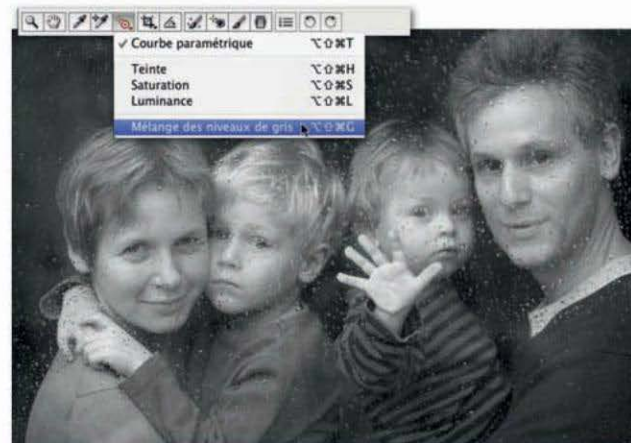 ✓ Courbe paramétrique ⌥⇧⌘T
Teinte ⌥⇧⌘H
Saturation ⌥⇧⌘S
Luminance ⌥⇧⌘L
Mélange des niveaux de gris ⌥⇧⌘G